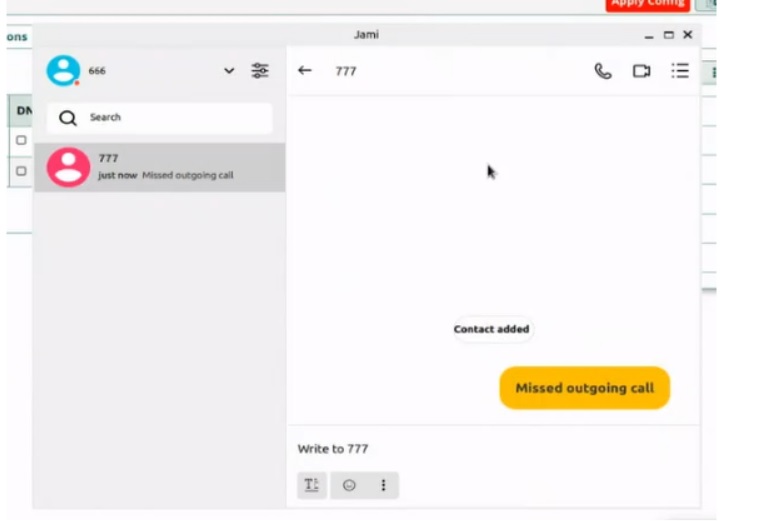 Apply Config
ons
Jami
666
777
DN
Search
777
just now Missed outgoing call
Contact added
Missed outgoing call
Write to 777